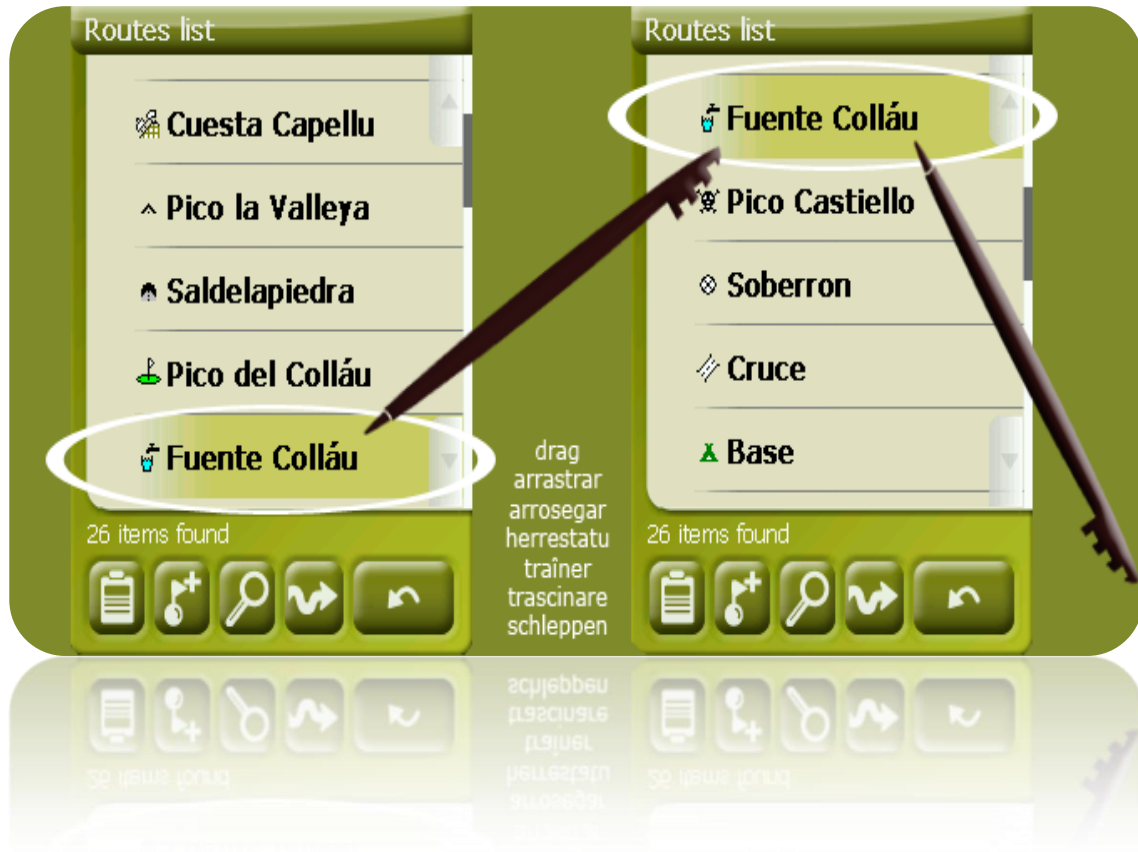 Routes list
Cuesta Capellu
Pico la Valleya
Saldelapiedra
Pico del Colláu
Fuente Colláu
26 items found
drag
arrastrar
arrosegar
herrestatu
traîner
trascinare
schleppen
Routes list
Fuente Colláu
Pico Castiello
Soberron
Cruce
Base
26 items found